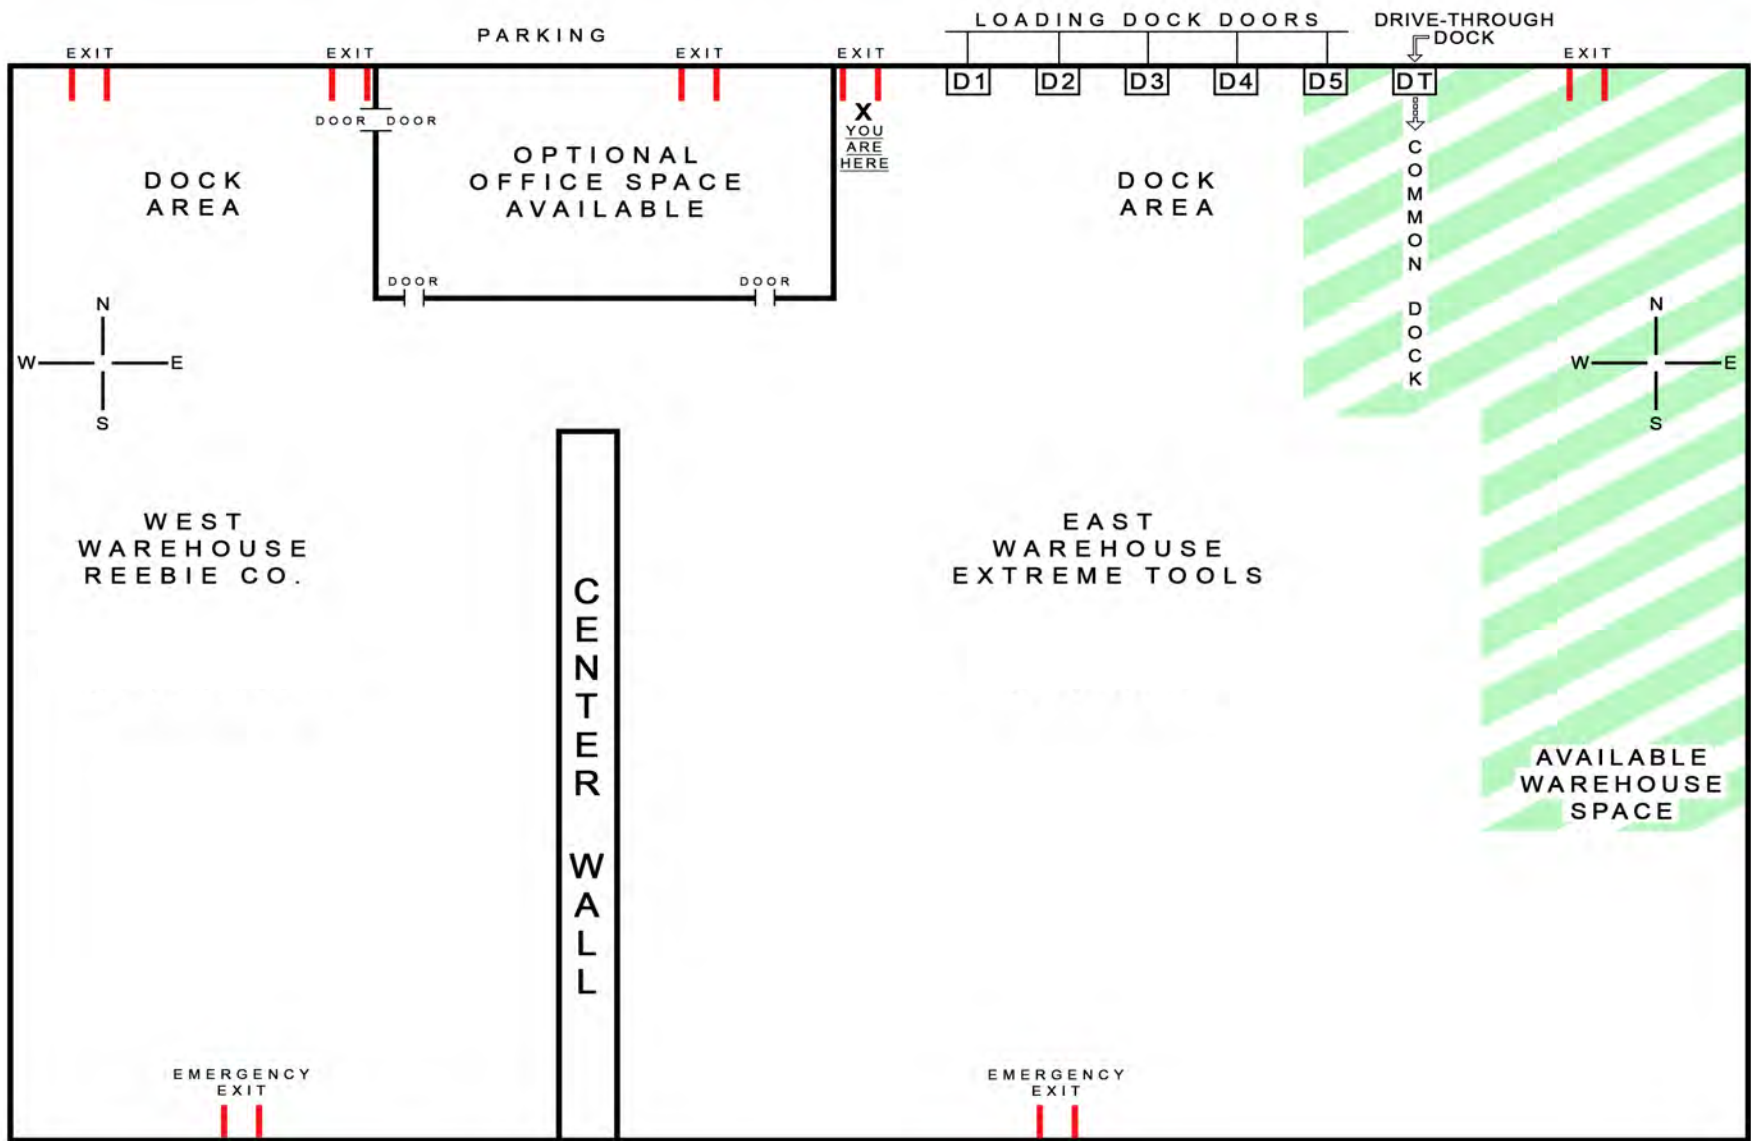 LOADING DOCK DOORS
DRIVE-THROUGH
DOCK
PARKING
EXIT
EXIT
EXIT
EXIT
EXIT
D1
D2
D3
D4
D5
DT
DOOR
DOOR
X
YOU
ARE
HERE
OPTIONAL
OFFICE SPACE
AVAILABLE
DOCK
AREA
DOCK
AREA
COMMON DOCK
DOOR
DOOR
N
W
E
S
N
W
E
S
WEST
WAREHOUSE
REEBIE CO.
EAST
WAREHOUSE
EXTREME TOOLS
CENTER WALL
AVAILABLE
WAREHOUSE
SPACE
EMERGENCY
EXIT
EMERGENCY
EXIT